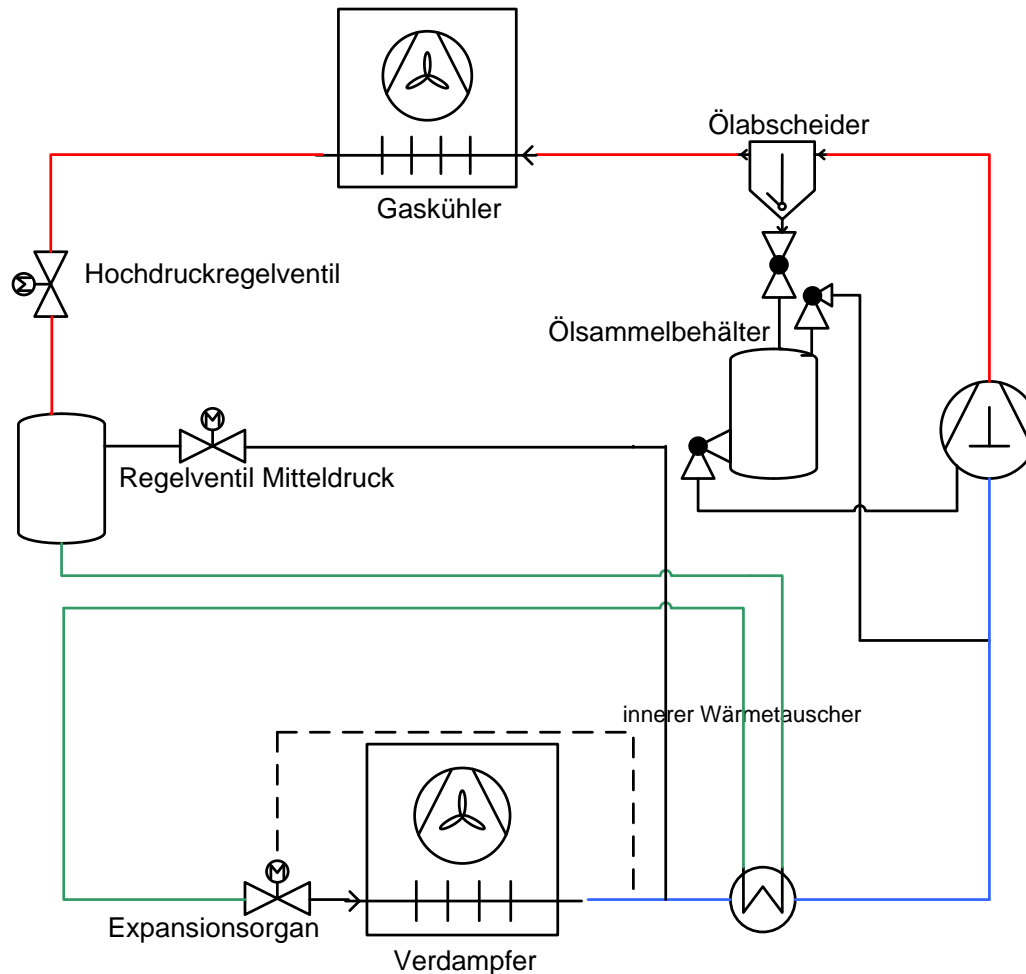 Ölabscheider
Gaskühler
M
Hochdruckregelventil
Ölsammelbehälter
M
Regelventil Mitteldruck
innerer Wärmetauscher
M
Expansionsorgan
Verdampfer